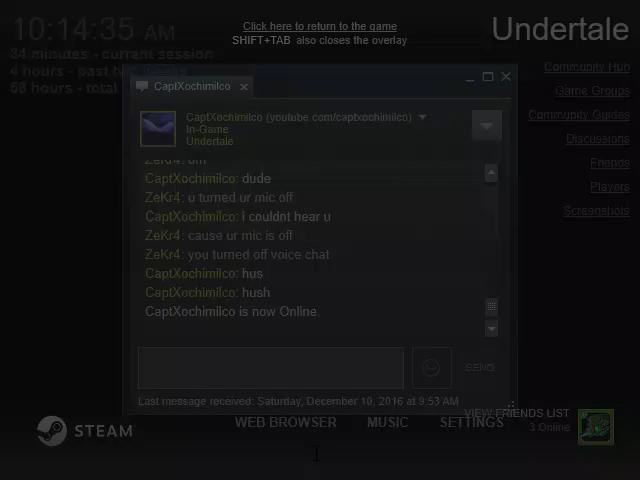 10:14:35 AM
Click here to return to the game
SHIFT+TAB also closes the overlay
Undertale
34 minutes - current session
4 hours - past
58 hours - total
Community Hub
Game Groups
Community Guides
Discussions
Friends
Players
Screenshots
CaptXochimilco
CaptXochimilco (youtube.com/captxochimilco)
In-Game
Undertale
CaptXochimilco: dude
ZeKr4: u turned ur mic off
CaptXochimilco: I couldnt hear u
ZeKr4: cause ur mic is off
ZeKr4: you turned off voice chat
CaptXochimilco: hus
CaptXochimilco: hush
CaptXochimilco is now Online.
SEND
Last message received: Saturday, December 10, 2016 at 9:53 AM
STEAM
WEB BROWSER
MUSIC
SETTINGS
VIEW FRIENDS LIST
3 Online